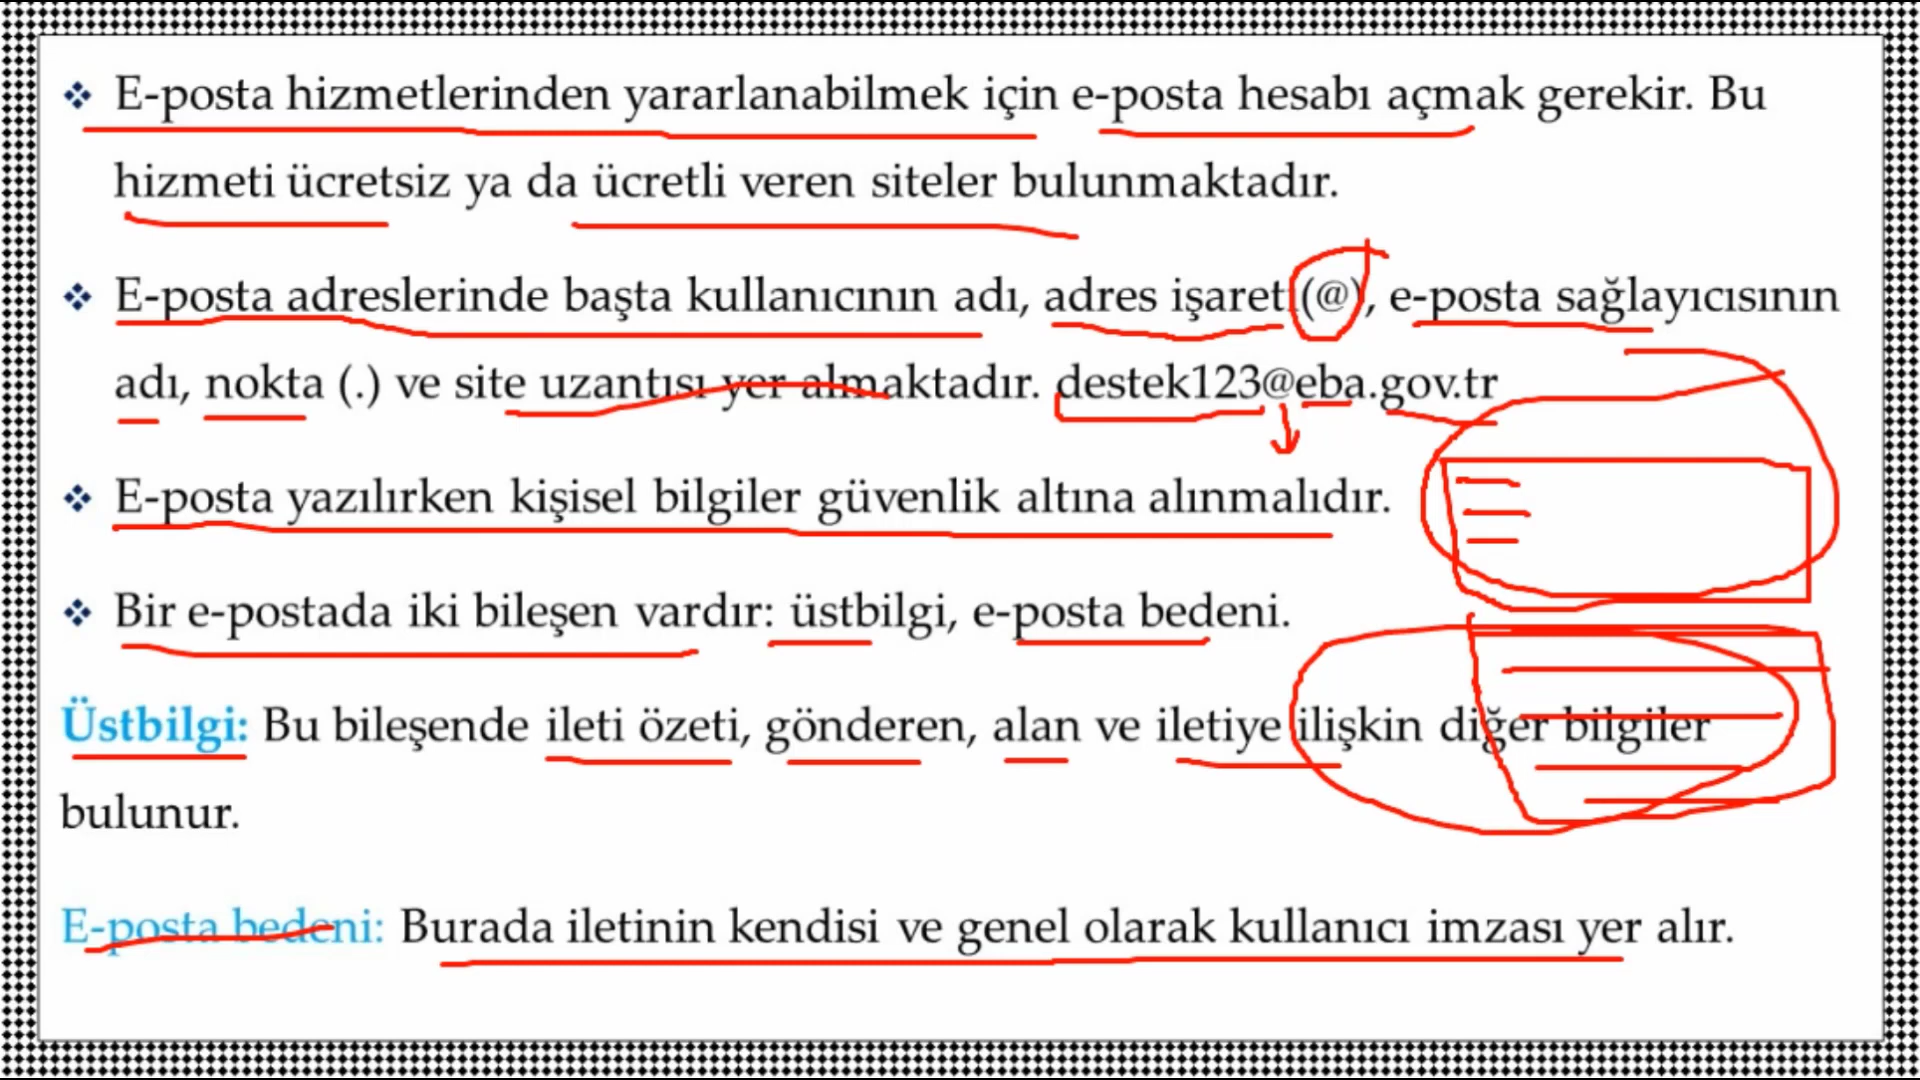 ❖ E-posta hizmetlerinden yararlanabilmek için e-posta hesabı açmak gerekir. Bu
hizmeti ücretsiz ya da ücretli veren siteler bulunmaktadır.
❖ E-posta adreslerinde başta kullanıcının adı, adres işareti(@), e-posta sağlayıcısının
adı, nokta (.) ve site uzantısı yer almaktadır. destek123@eba.gov.tr
❖ E-posta yazılırken kişisel bilgiler güvenlik altına alınmalıdır.
❖ Bir e-postada iki bileşen vardır: üstbilgi, e-posta bedeni.
Üstbilgi: Bu bileşende ileti özeti, gönderen, alan ve iletiye ilişkin diğer bilgiler
bulunur.
E-posta bedeni: Burada iletinin kendisi ve genel olarak kullanıcı imzası yer alır.